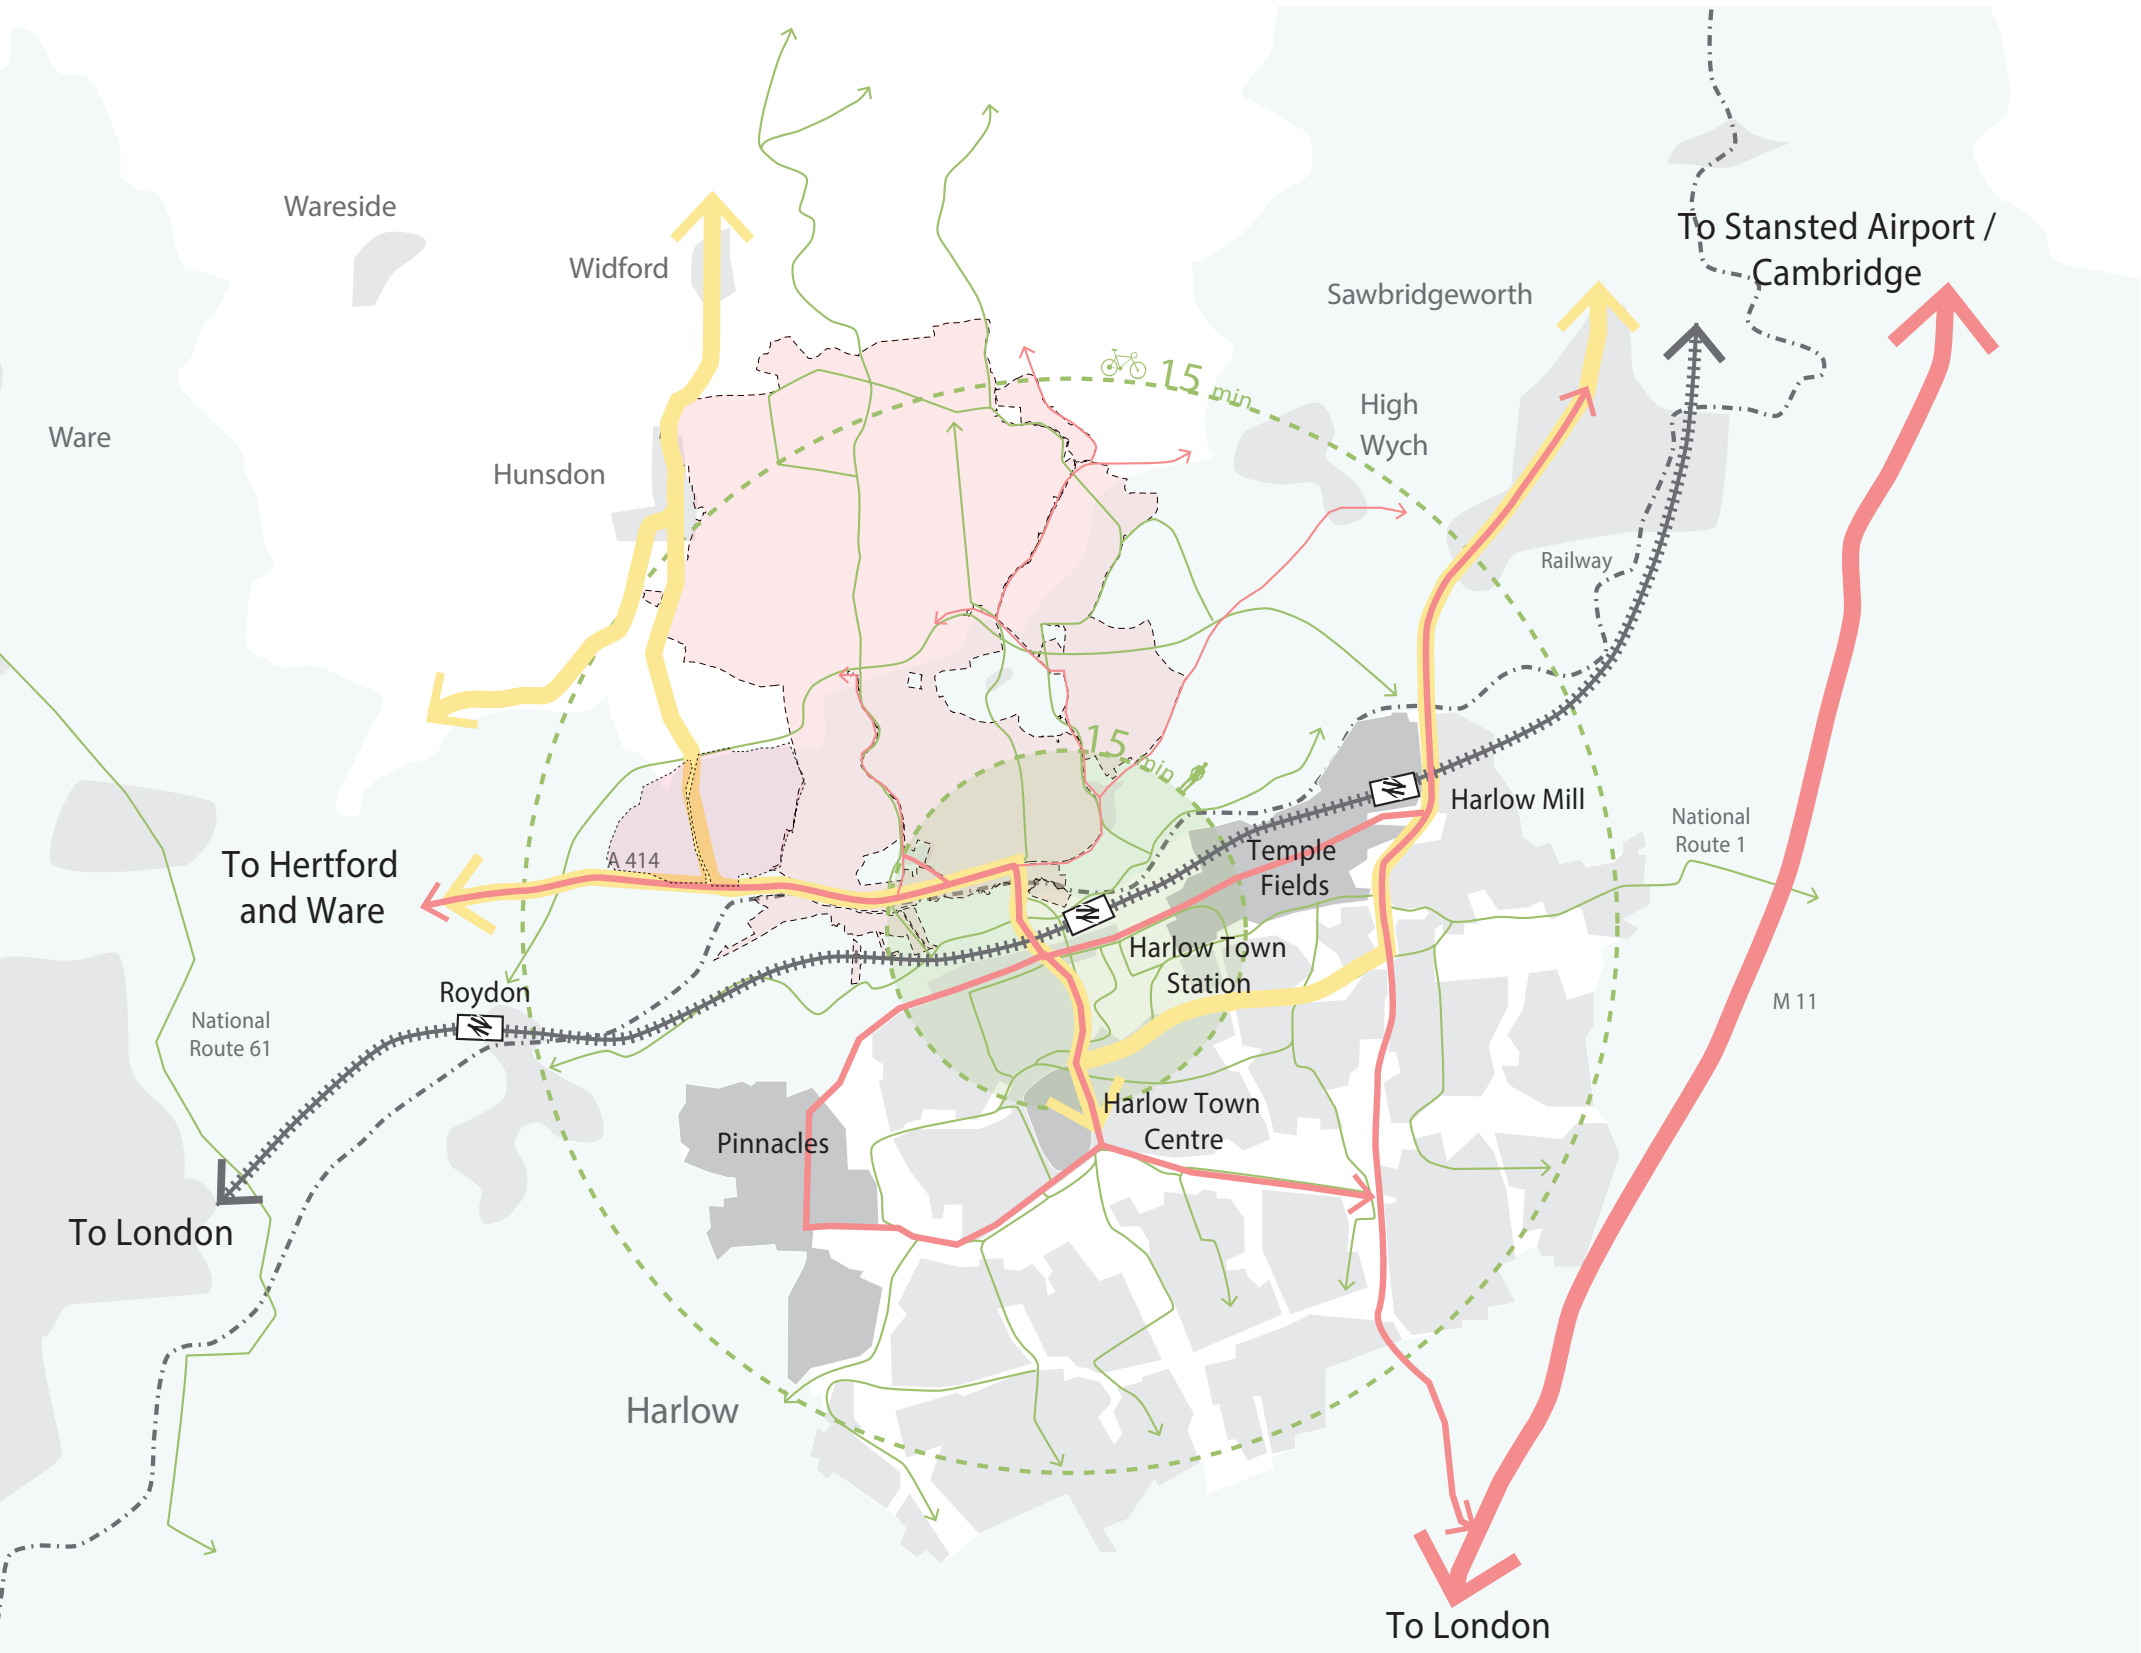 Wareside
Widford
To Stansted Airport /
Cambridge
Sawbridgeworth
15 min
High
Wych
Ware
Hunsdon
Railway
15 min
Harlow Mill
National
Route 1
Temple
Fields
A 414
To Hertford
and Ware
Harlow Town
Station
Roydon
M 11
National
Route 61
Harlow Town
Centre
Pinnacles
To London
Harlow
To London